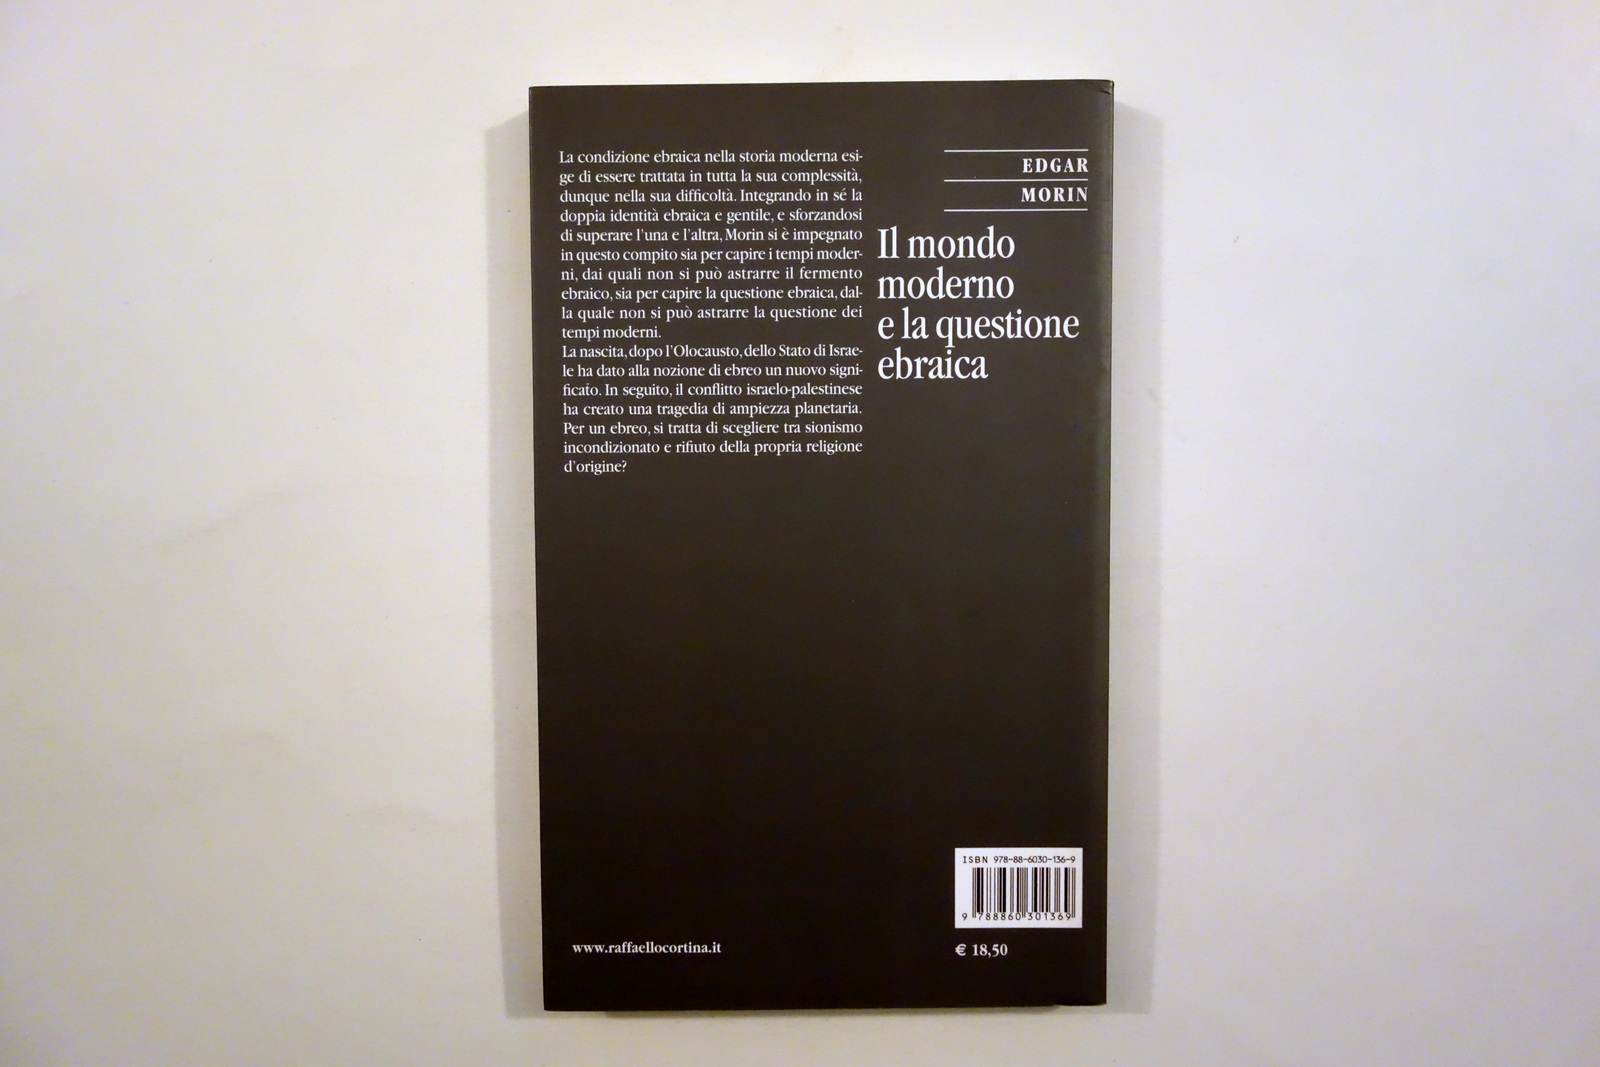 La condizione ebraica nella storia moderna esi-
ge di essere trattata in tutta la sua complessità,
dunque nella sua difficoltà. Integrando in sé la
doppia identità ebraica e gentile, e sforzandosi
di superare l'una e l'altra, Morin si è impegnato
in questo compito sia per capire i tempi moder-
ni, dai quali non si può astrarre il fermento
ebraico, sia per capire la questione ebraica, dal-
la quale non si può astrarre la questione dei
tempi moderni.
La nascita, dopo l'Olocausto, dello Stato di Israe-
le ha dato alla nozione di ebreo un nuovo signi-
ficato. In seguito, il conflitto israelo-palestinese
ha creato una tragedia di ampiezza planetaria.
Per un ebreo, si tratta di scegliere tra sionismo
incondizionato e rifiuto della propria religione
d'origine?
EDGAR
MORIN
Il mondo
moderno
e la questione
ebraica
ISBN 978-88-6030-136-9
9 788860 301369
www.raffaellocortina.it
€ 18,50